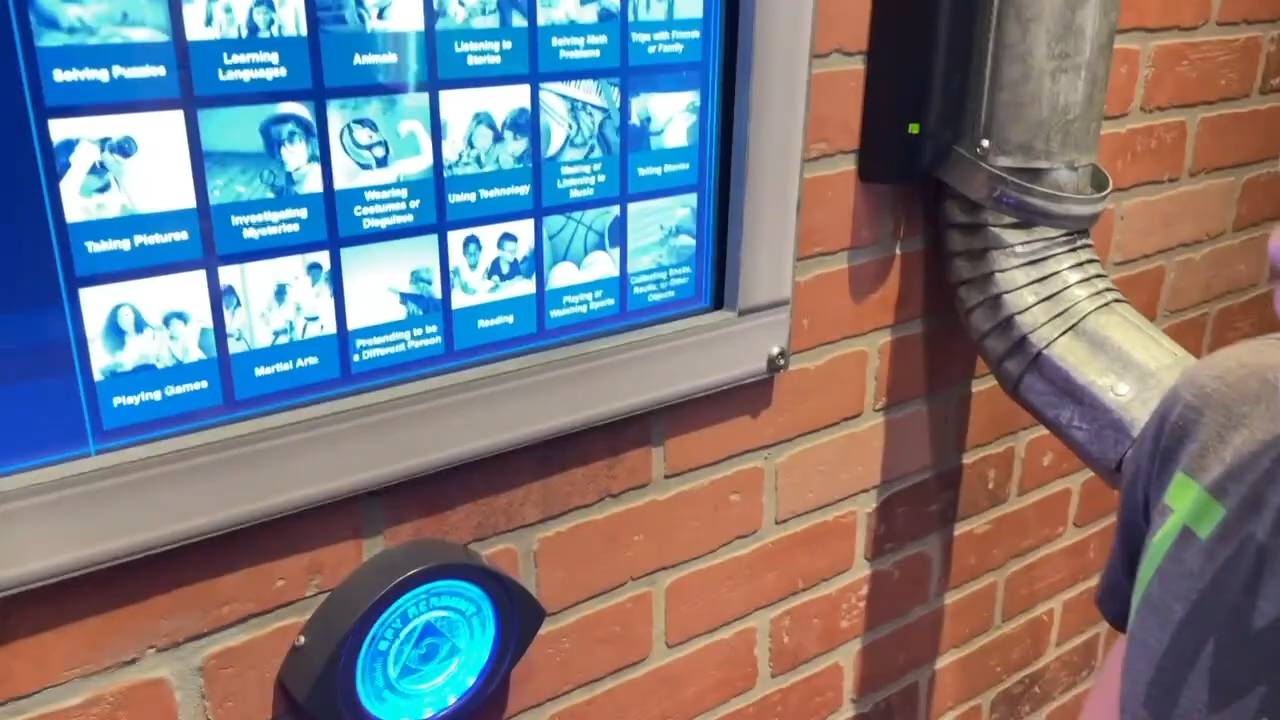 Solving Puzzles
Learning
Languages
Animals
Listening to
Stories
Solving Math
Problems
Trips with Friends
or Family
Taking Pictures
Investigating
Mysteries
Wearing
Costumes or
Disguises
Using Technology
Listening to
Music
Telling Stories
Playing Games
Martial Arts
Pretending to be
a Different Person
Reading
Playing or
Watching Sports
Collecting Shells,
Rocks, or Other
Objects
SPY